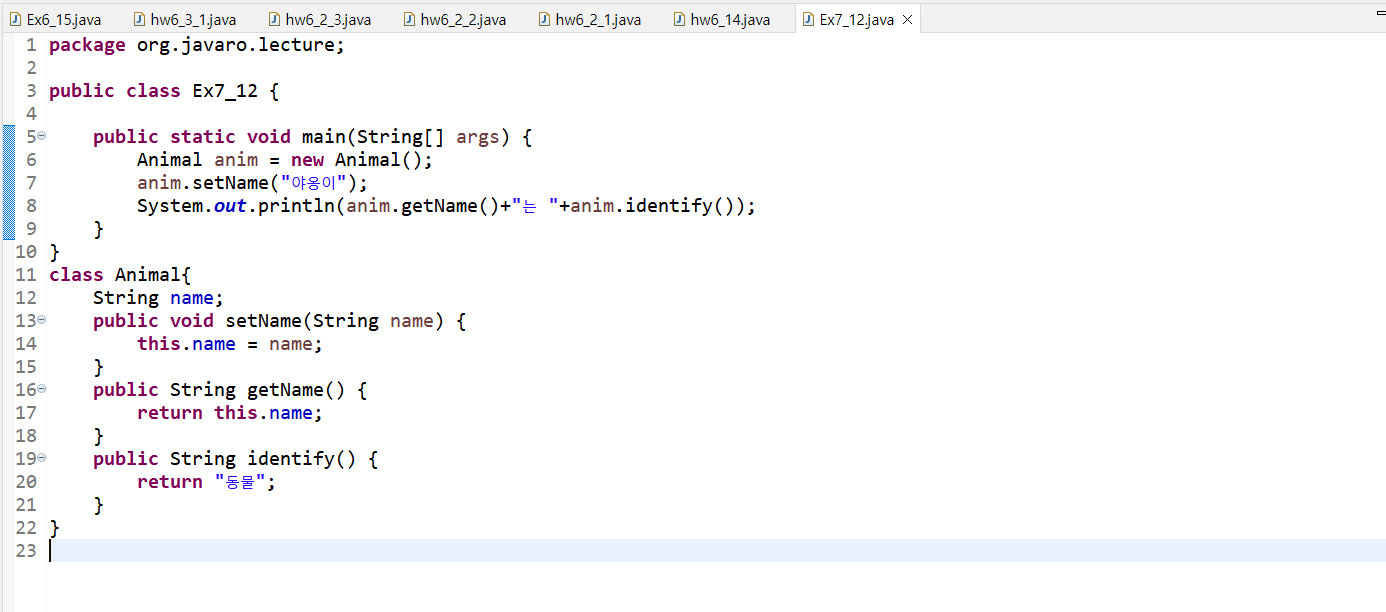 Ex6_15.java hw6_3_1.java hw6_2_3.java hw6_2_2.java hw6_2_1.java hw6_14.java Ex7_12.java
1 package org.javaro.lecture;
2
3 public class Ex7_12 {
4
5 public static void main(String[] args) {
6 Animal anim = new Animal();
7 anim.setName("야옹이");
8 System.out.println(anim.getName()+"는 "+anim.identify());
9 }
10 }
11 class Animal{
12 String name;
13 public void setName(String name) {
14 this.name = name;
15 }
16 public String getName() {
17 return this.name;
18 }
19 public String identify() {
20 return "동물";
21 }
22 }
23